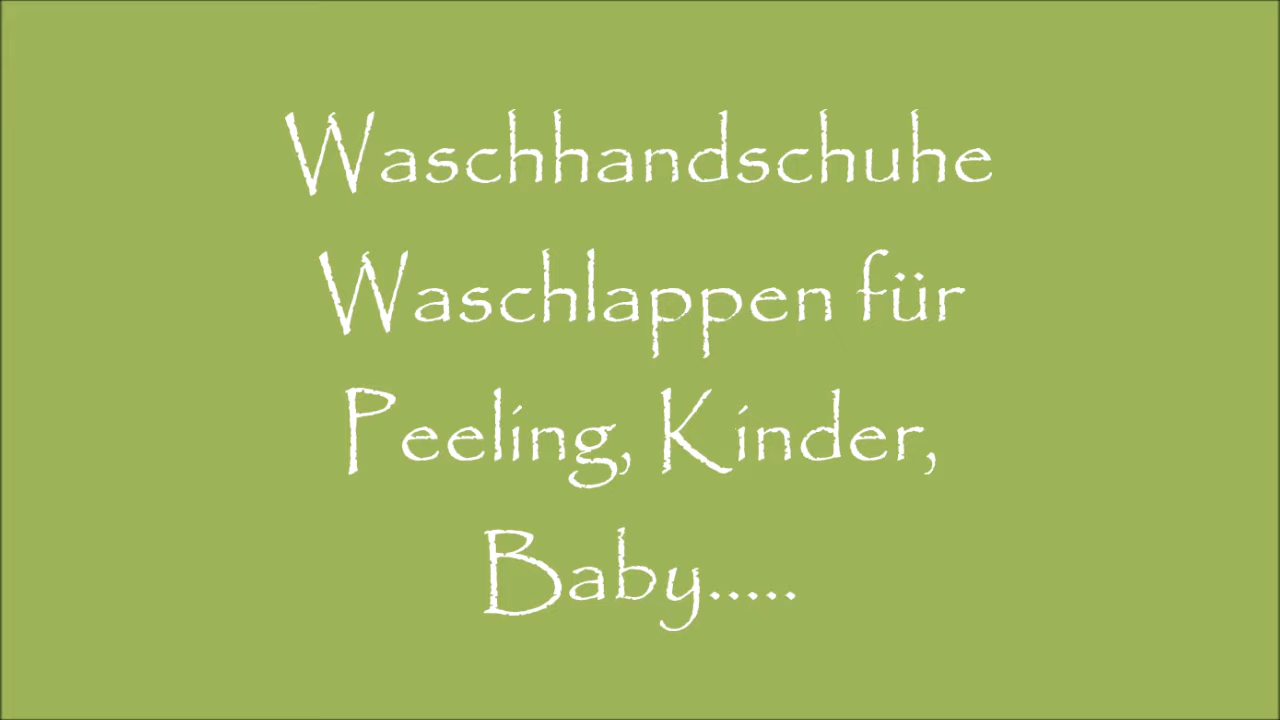 Waschhandschuhe
Waschlappen für
Peeling, Kinder,
Baby.....